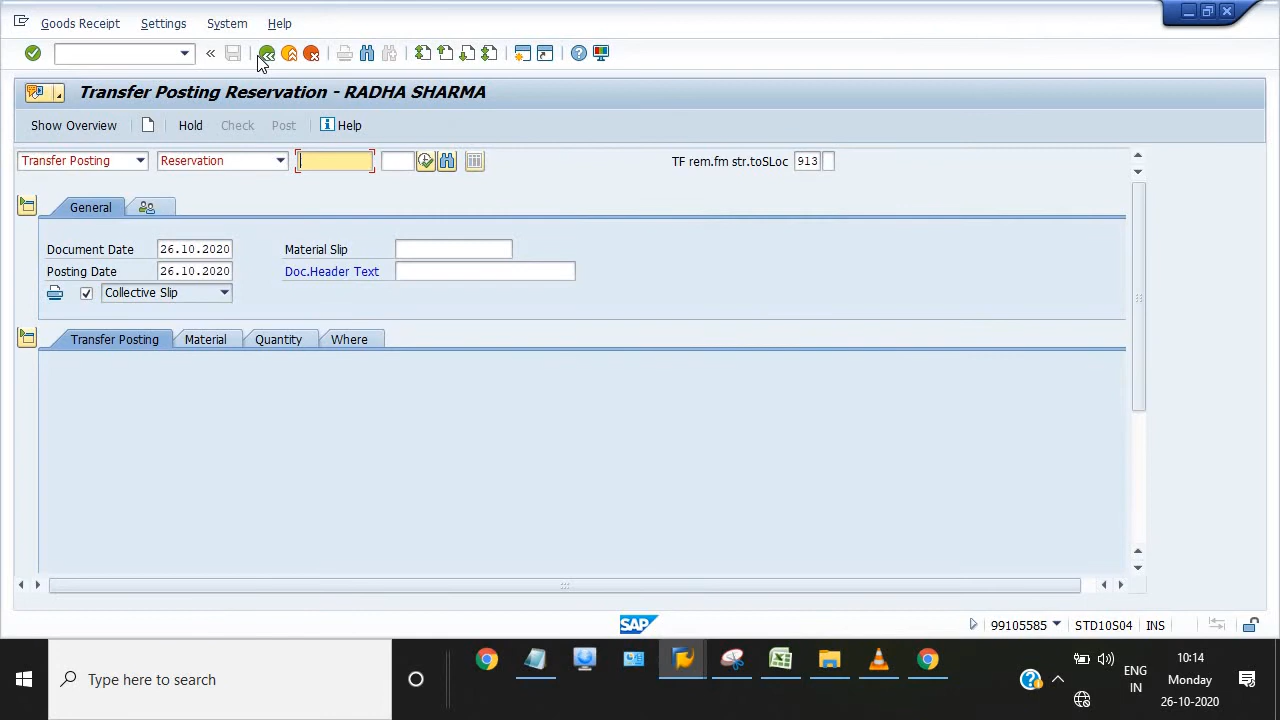 Goods Receipt Settings System Help
Transfer Posting Reservation - RADHA SHARMA
Show Overview Hold Check Post Help
Transfer Posting Reservation TF rem.fm str.toSLoc 913
General
Document Date 26.10.2020 Material Slip
Posting Date 26.10.2020 Doc.Header Text
Collective Slip
Transfer Posting Material Quantity Where
SAP 99105585 STD10S04 INS
Type here to search
ENG
IN
10:14
Monday
26-10-2020